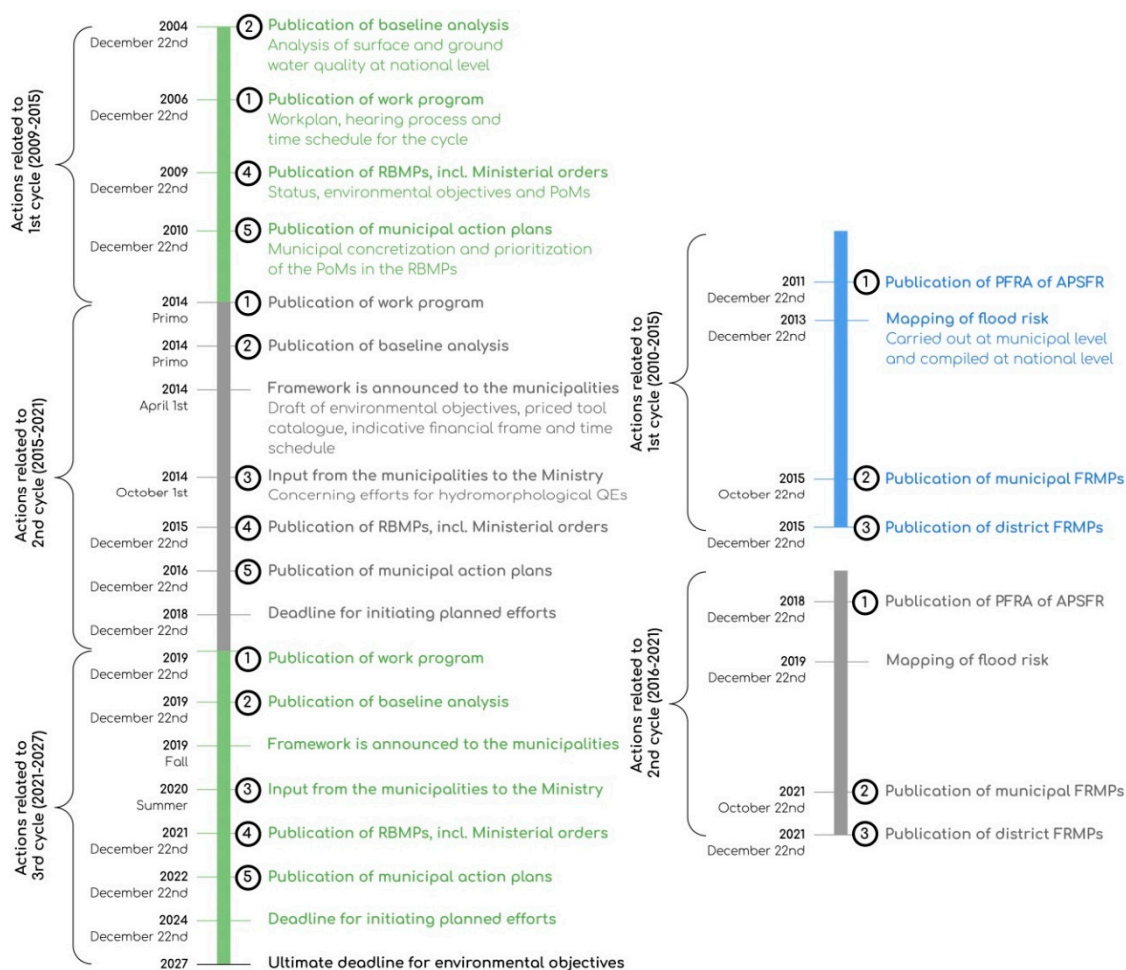 Actions related to
1st cycle (2009-2015)
2004
December 22nd
2 Publication of baseline analysis
Analysis of surface and ground
water quality at national level
2006
December 22nd
1 Publication of work program
Workplan, hearing process and
time schedule for the cycle
2009
December 22nd
4 Publication of RBMPs, incl. Ministerial orders
Status, environmental objectives and PoMs
2010
December 22nd
5 Publication of municipal action plans
Municipal concretization and prioritization
of the PoMs in the RBMPs
Actions related to
2nd cycle (2015-2021)
2014
Primo
1 Publication of work program
2014
Primo
2 Publication of baseline analysis
2014
April 1st
Framework is announced to the municipalities
Draft of environmental objectives, priced tool
catalogue, indicative financial frame and time
schedule
2014
October 1st
3 Input from the municipalities to the Ministry
Concerning efforts for hydromorphological QEs
2015
December 22nd
4 Publication of RBMPs, incl. Ministerial orders
2016
December 22nd
5 Publication of municipal action plans
2018
December 22nd
Deadline for initiating planned efforts
Actions related to
3rd cycle (2021-2027)
2019
December 22nd
1 Publication of work program
2019
December 22nd
2 Publication of baseline analysis
2019
Fall
Framework is announced to the municipalities
2020
Summer
3 Input from the municipalities to the Ministry
2021
December 22nd
4 Publication of RBMPs, incl. Ministerial orders
2022
December 22nd
5 Publication of municipal action plans
2024
December 22nd
Deadline for initiating planned efforts
2027
Ultimate deadline for environmental objectives
Actions related to
1st cycle (2010-2015)
2011
December 22nd
1 Publication of PFRA of APSFR
2013
December 22nd
Mapping of flood risk
Carried out at municipal level
and compiled at national level
2015
October 22nd
2 Publication of municipal FRMPs
2015
December 22nd
3 Publication of district FRMPs
Actions related to
2nd cycle (2016-2021)
2018
December 22nd
1 Publication of PFRA of APSFR
2019
December 22nd
Mapping of flood risk
2021
October 22nd
2 Publication of municipal FRMPs
2021
December 22nd
3 Publication of district FRMPs